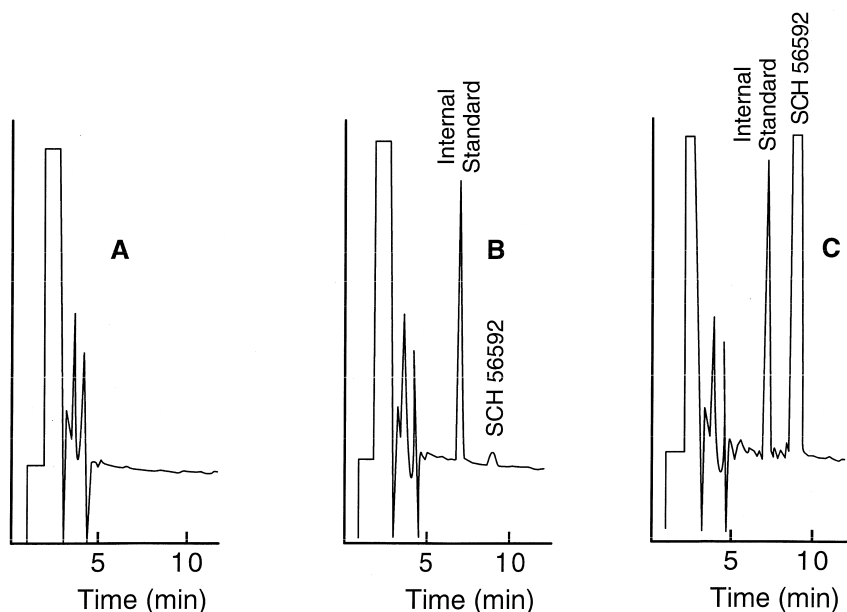 A
5
10
Time (min)
Internal
Standard
SCH 56592
B
5
10
Time (min)
Internal
Standard
SCH 56592
C
5
10
Time (min)